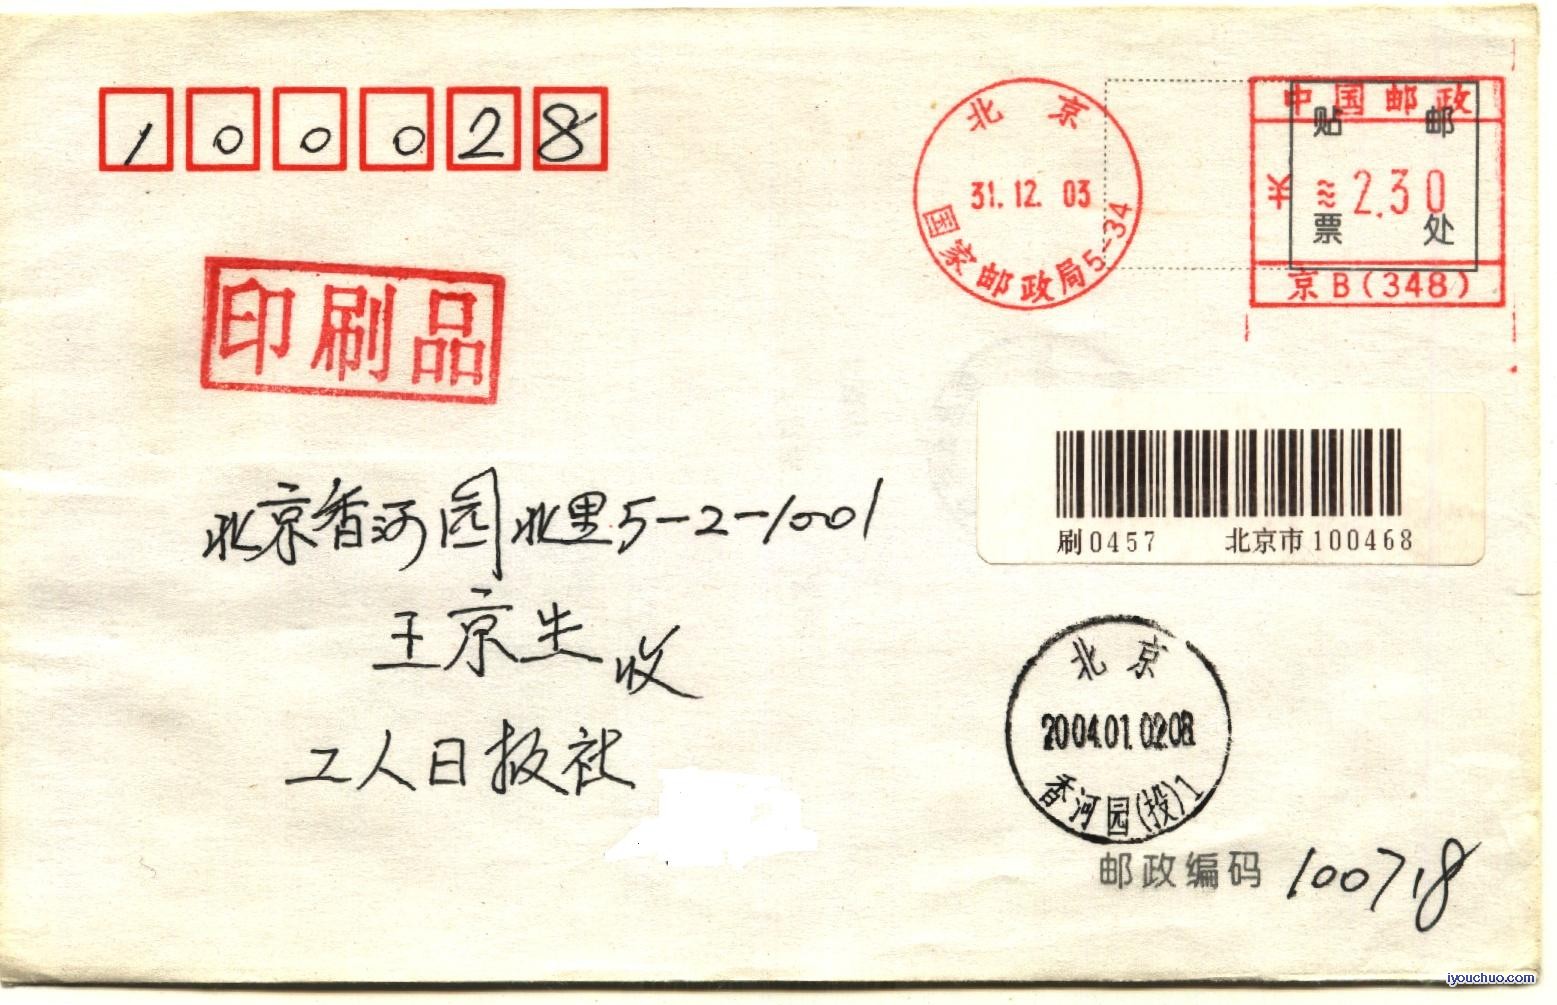 100028
北京
31.12.03
国家邮政局5-34
中国邮政
贴邮
≋2.30
票处
京B(348)
印刷品
刷0457 北京市100468
北京香河园北里5-2-1001
王京生 收
工人日报社
北京
2004.01.02.08
香河园(投)1
邮政编码 100718
iyouchuo.com